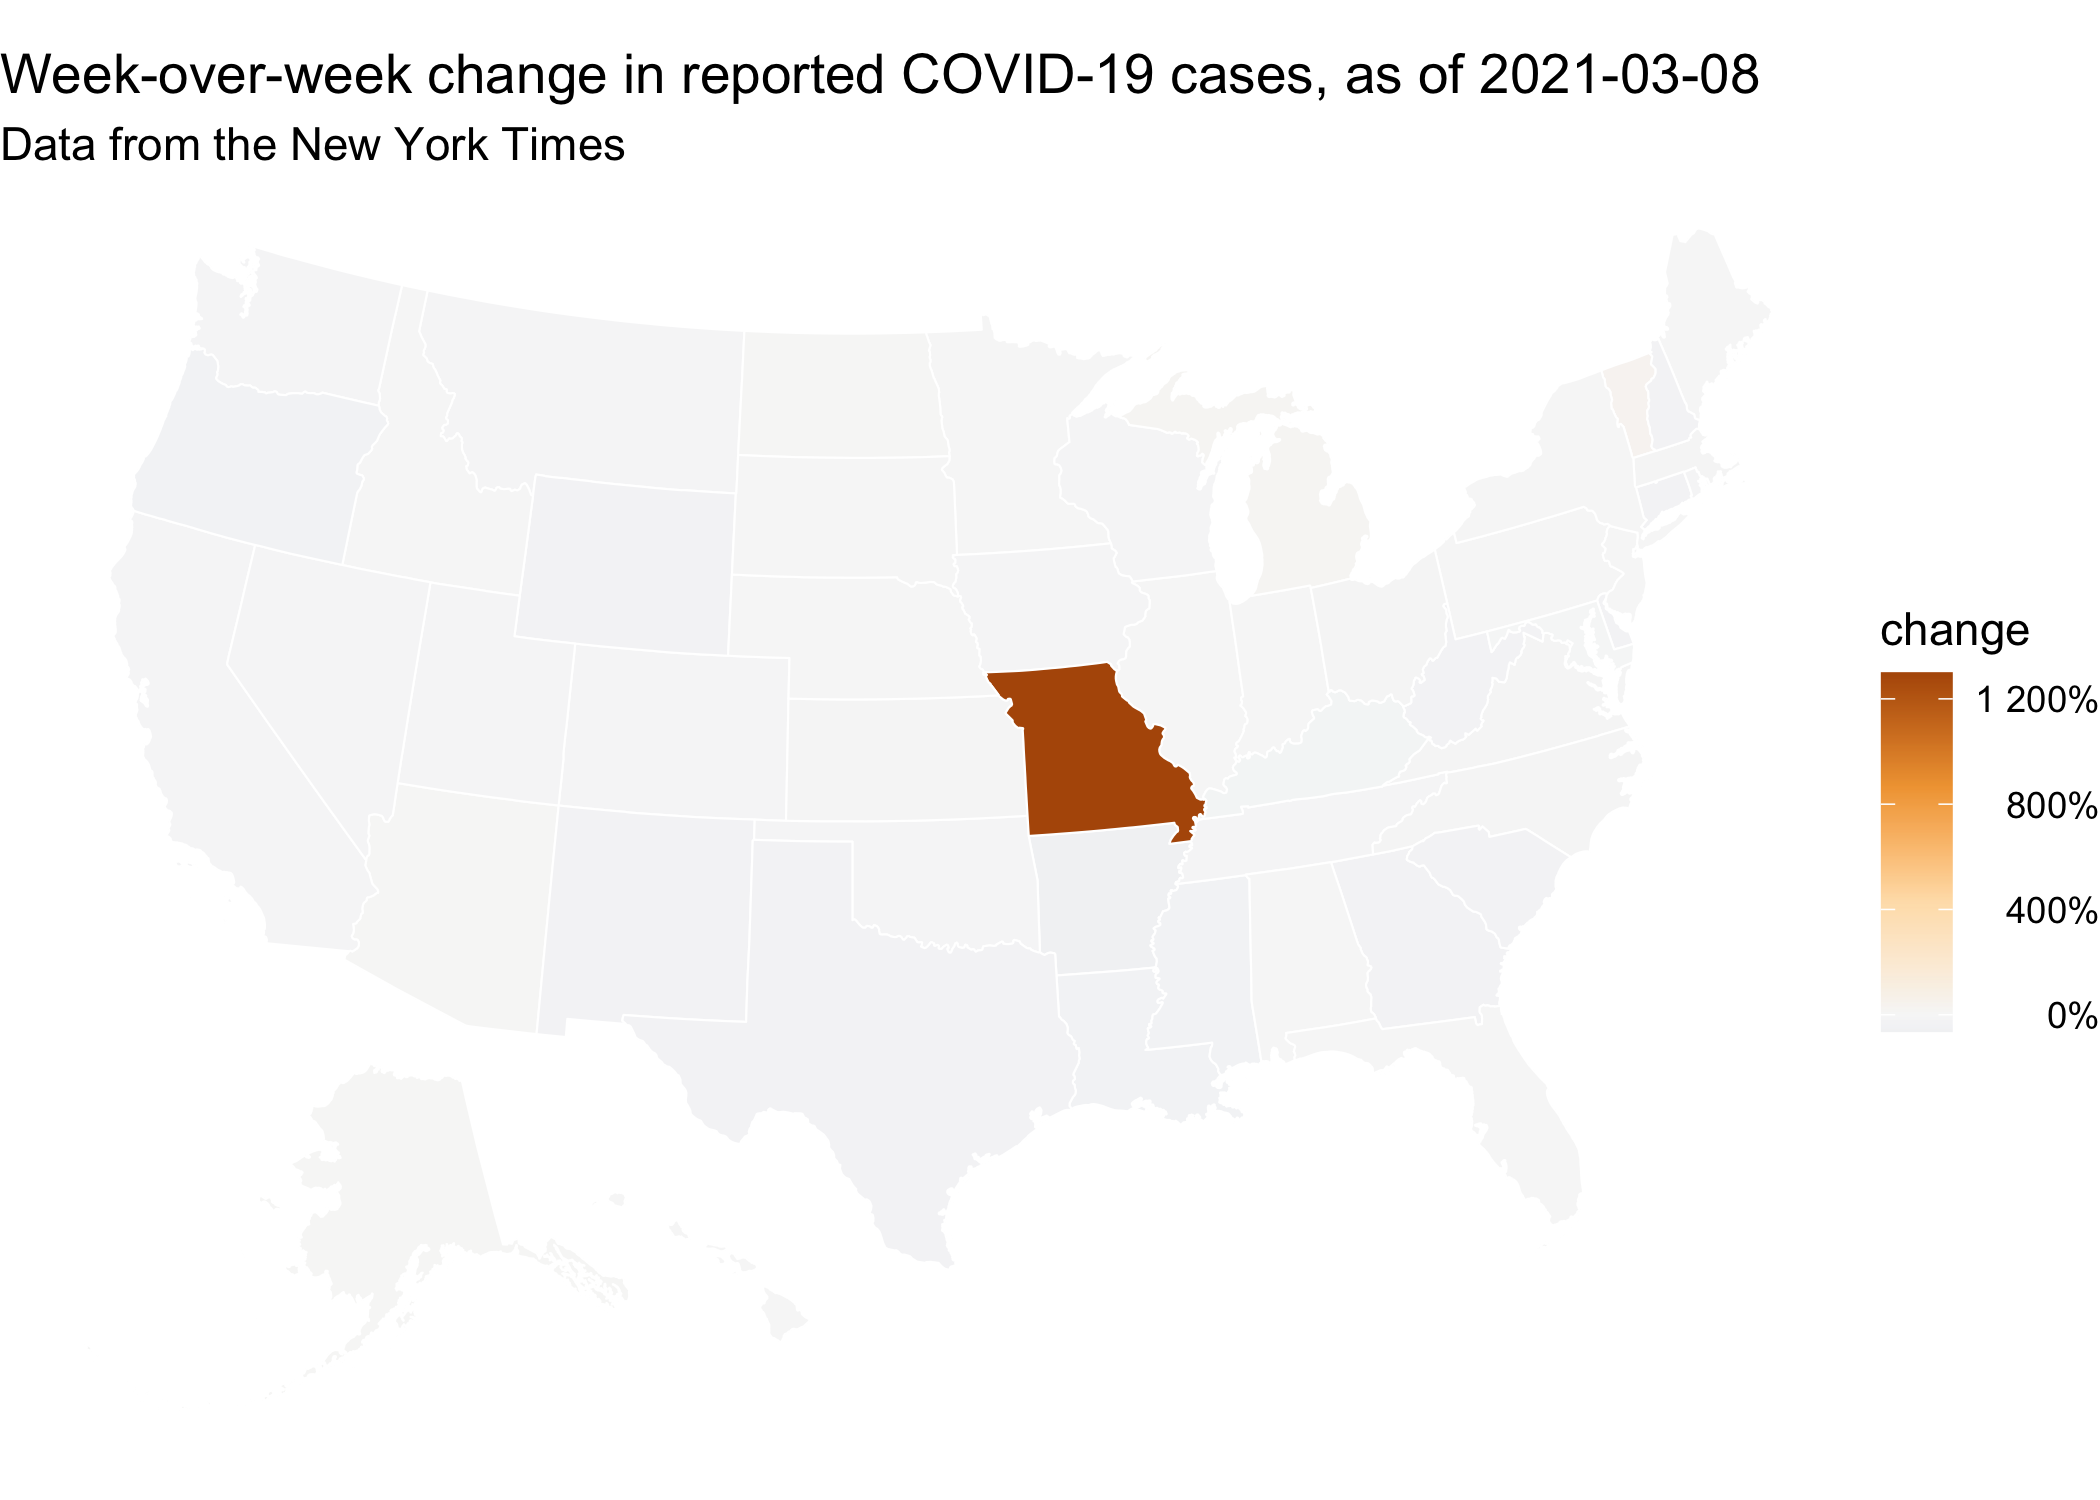 Week-over-week change in reported COVID-19 cases, as of 2021-03-08
Data from the New York Times
change
1 200%
800%
400%
0%